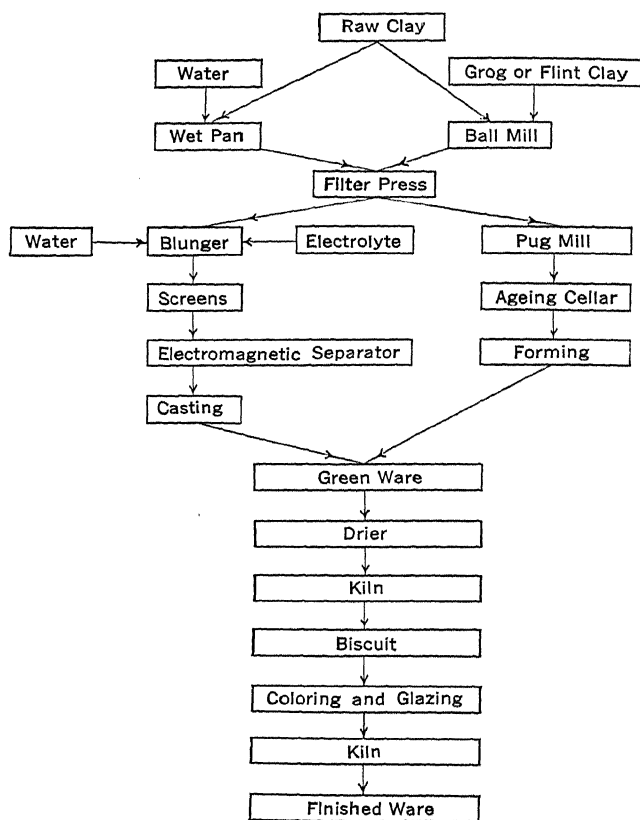 Raw Clay
Water
Grog or Flint Clay
Wet Pan
Ball Mill
Filter Press
Water
Blunger
Electrolyte
Pug Mill
Screens
Ageing Cellar
Electromagnetic Separator
Forming
Casting
Green Ware
Drier
Kiln
Biscuit
Coloring and Glazing
Kiln
Finished Ware